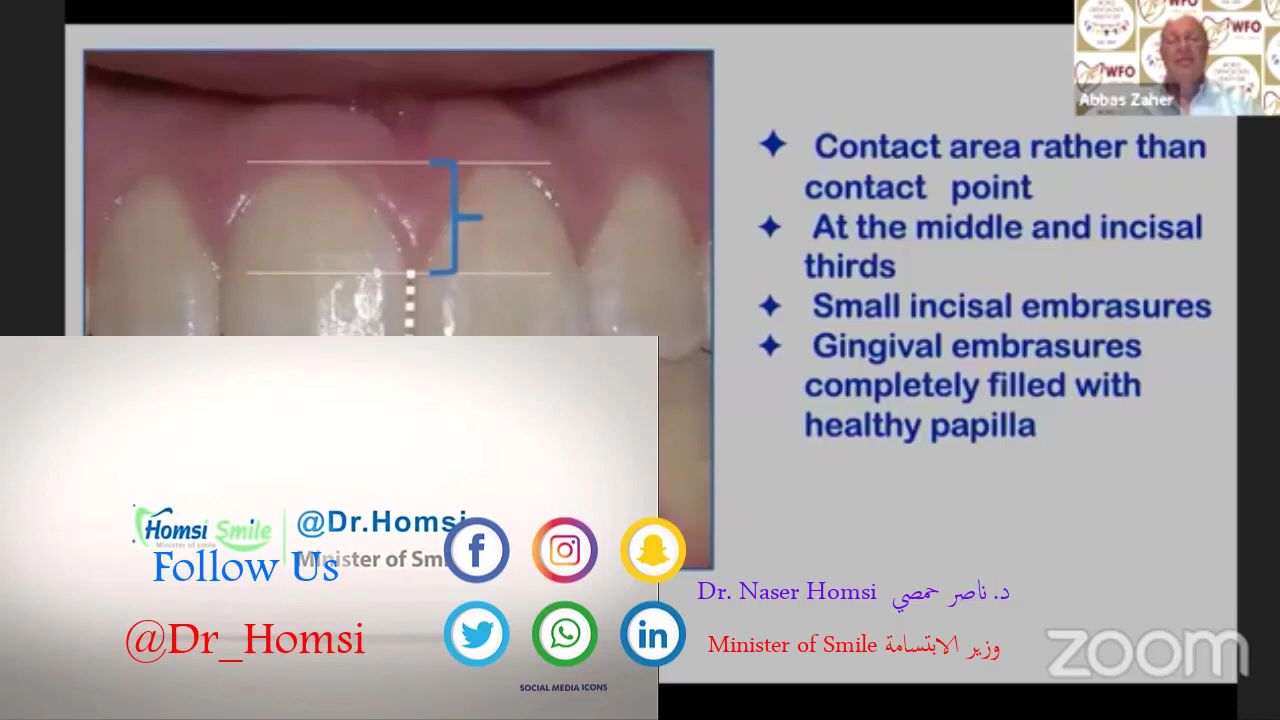 WFO
WFO
WFO
Abbas Zaher
Contact area rather than
contact point
At the middle and incisal
thirds
Small incisal embrasures
Gingival embrasures
completely filled with
healthy papilla
Homsi Smile
Minister of smile
@Dr.Homsi
Minister of Smi
Follow Us
@Dr_Homsi
SOCIAL MEDIA ICONS
Dr. Naser Homsi د. ناصر حمصي
Minister of Smile وزير الابتسامة
zoom